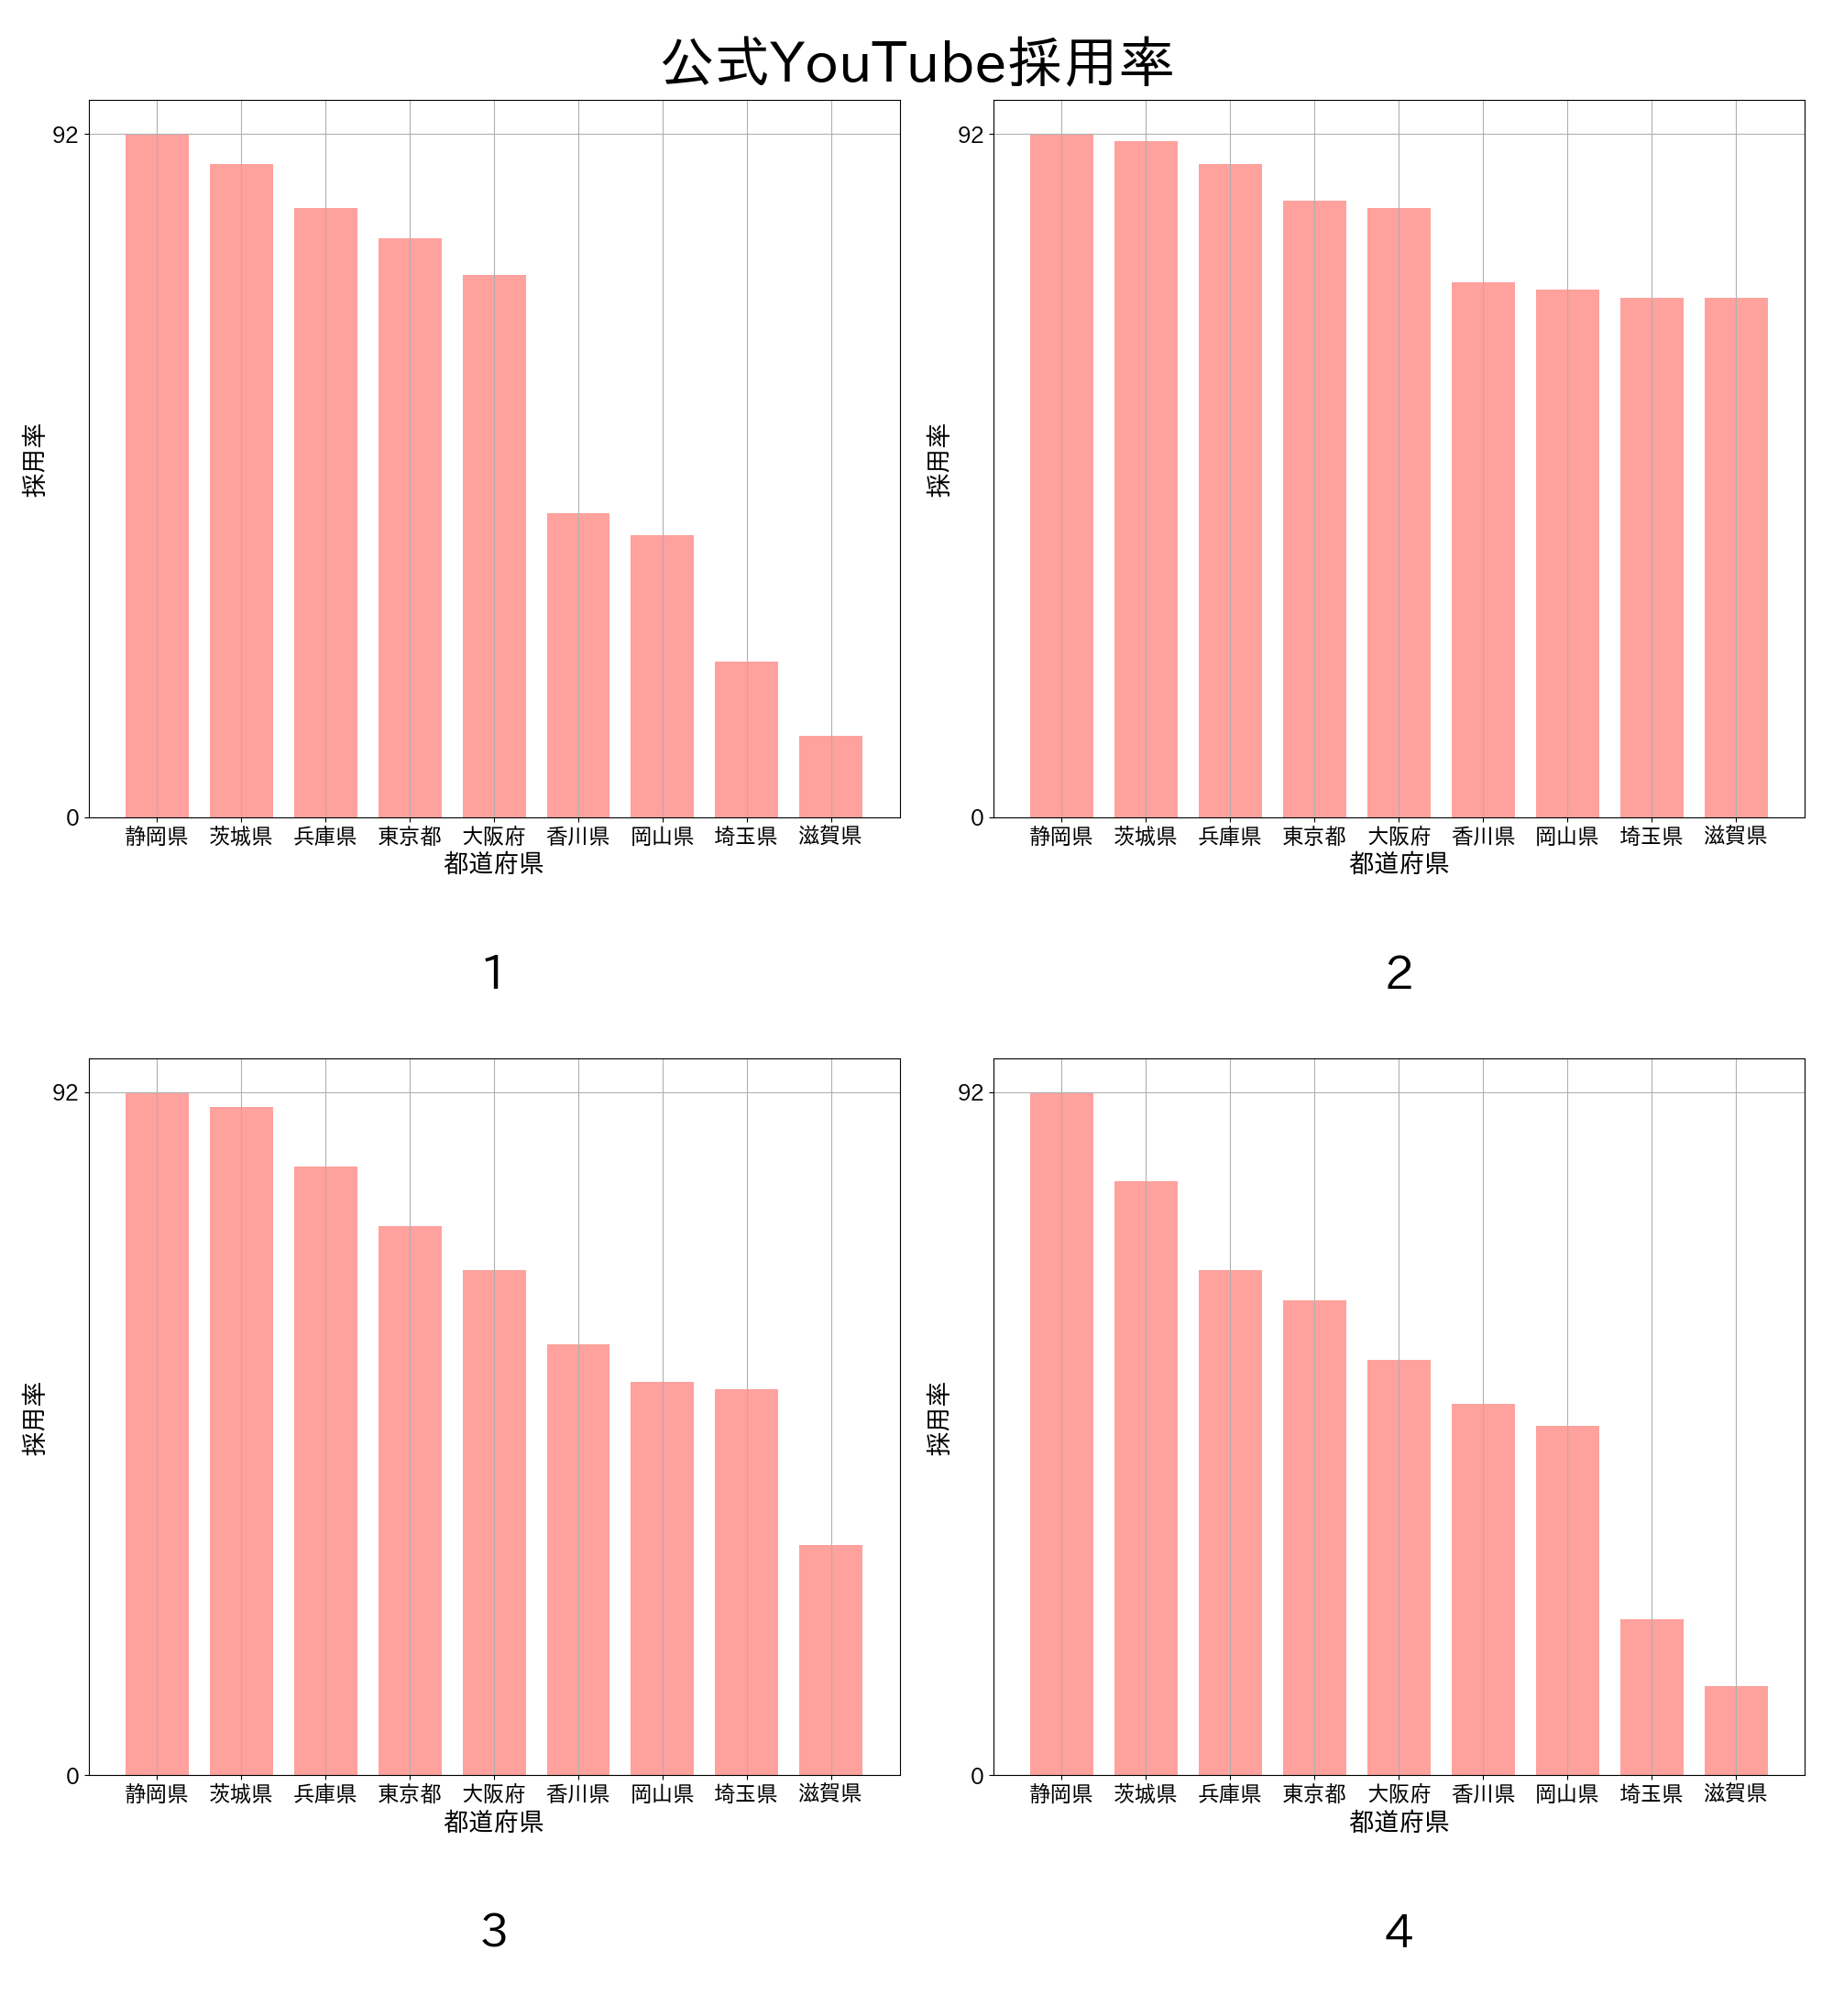 公式YouTube採用率
92
0
採用率
静岡県 茨城県 兵庫県 東京都 大阪府 香川県 岡山県 埼玉県 滋賀県
都道府県
1
92
0
採用率
静岡県 茨城県 兵庫県 東京都 大阪府 香川県 岡山県 埼玉県 滋賀県
都道府県
2
92
0
採用率
静岡県 茨城県 兵庫県 東京都 大阪府 香川県 岡山県 埼玉県 滋賀県
都道府県
3
92
0
採用率
静岡県 茨城県 兵庫県 東京都 大阪府 香川県 岡山県 埼玉県 滋賀県
都道府県
4